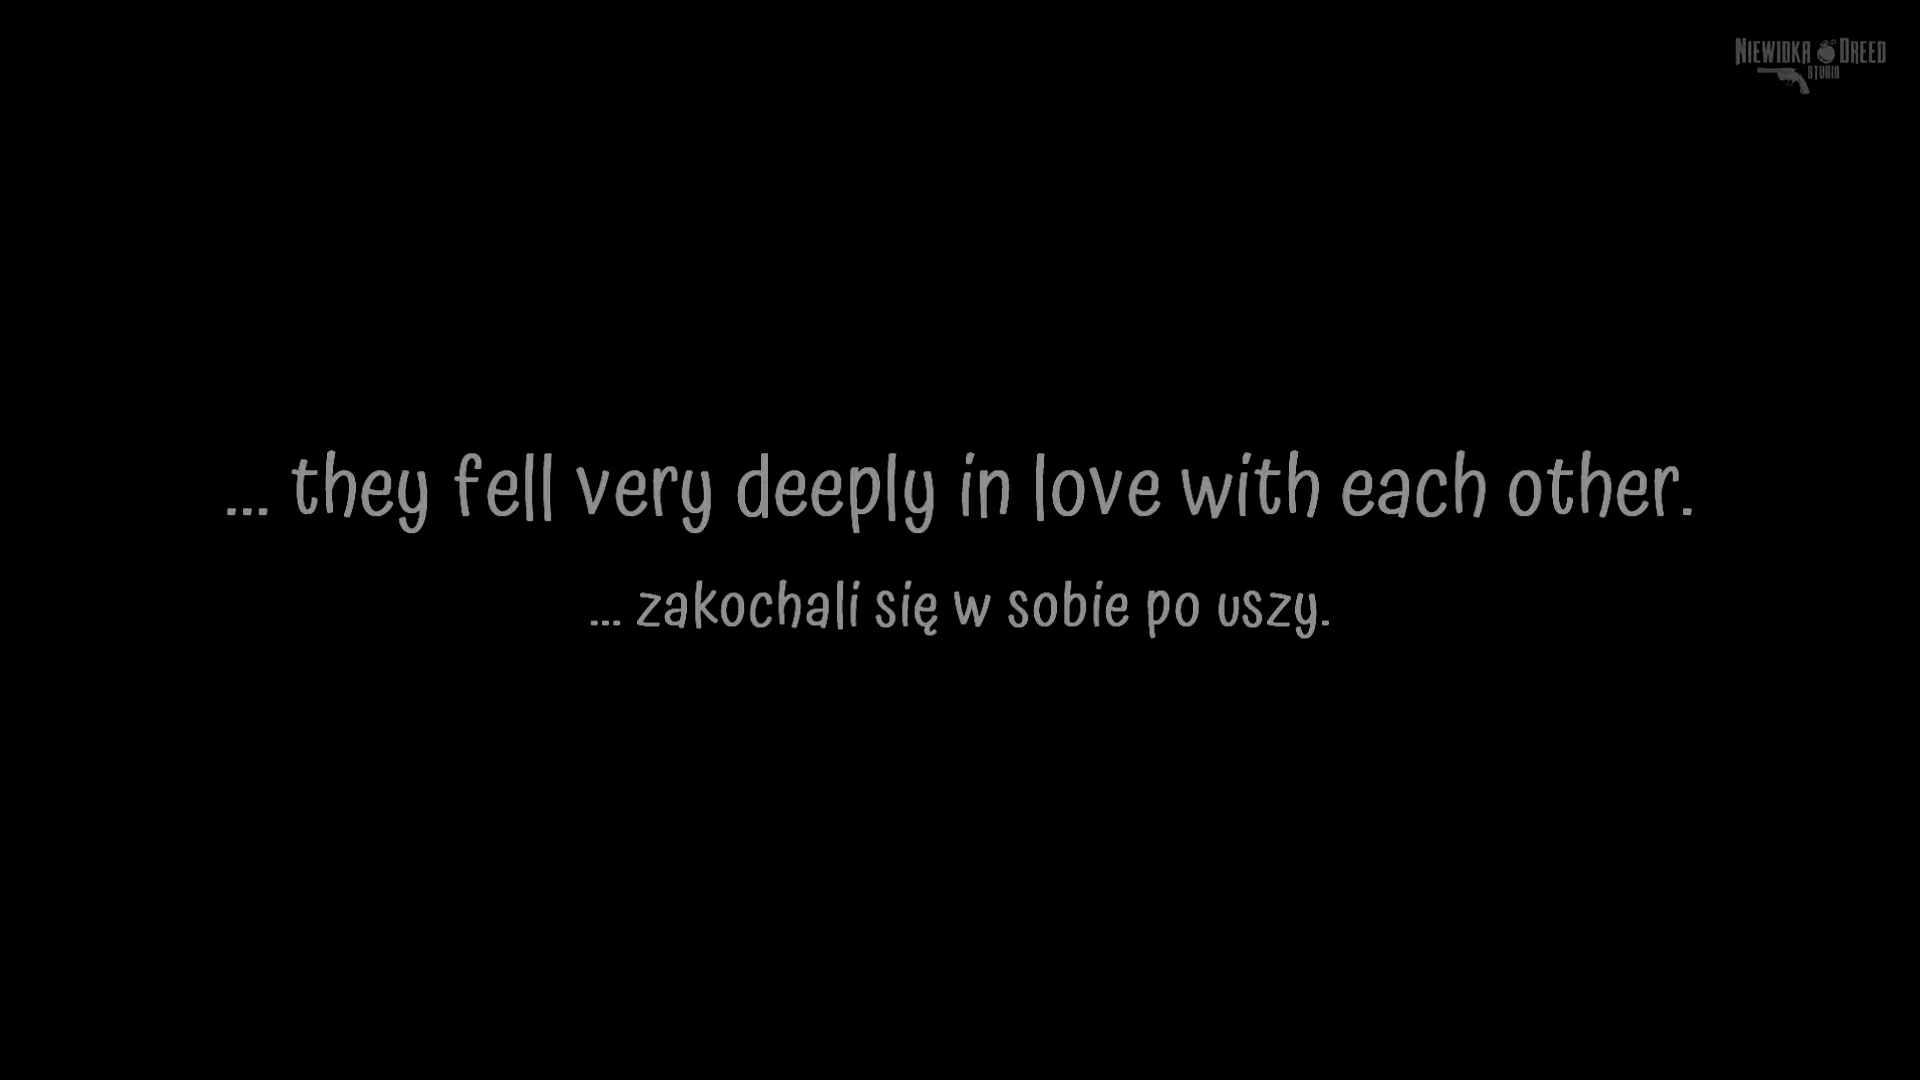 NIEWIDKA DREED
STUDIO
... they fell very deeply in love with each other.
... zakochali się w sobie po uszy.